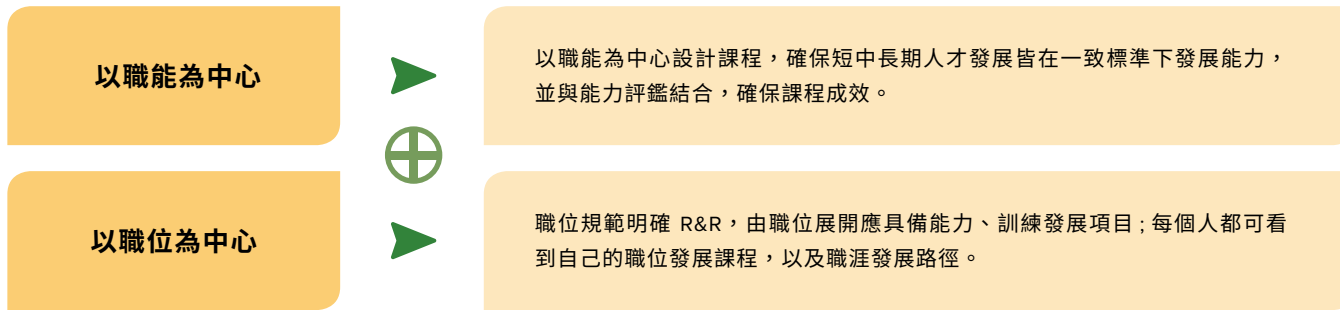 以職能為中心
以職能為中心設計課程，確保短中長期人才發展皆在一致標準下發展能力，
並與能力評鑑結合，確保課程成效。
以職位為中心
職位規範明確 R&R，由職位展開應具備能力、訓練發展項目；每個人都可看
到自己的職位發展課程，以及職涯發展路徑。